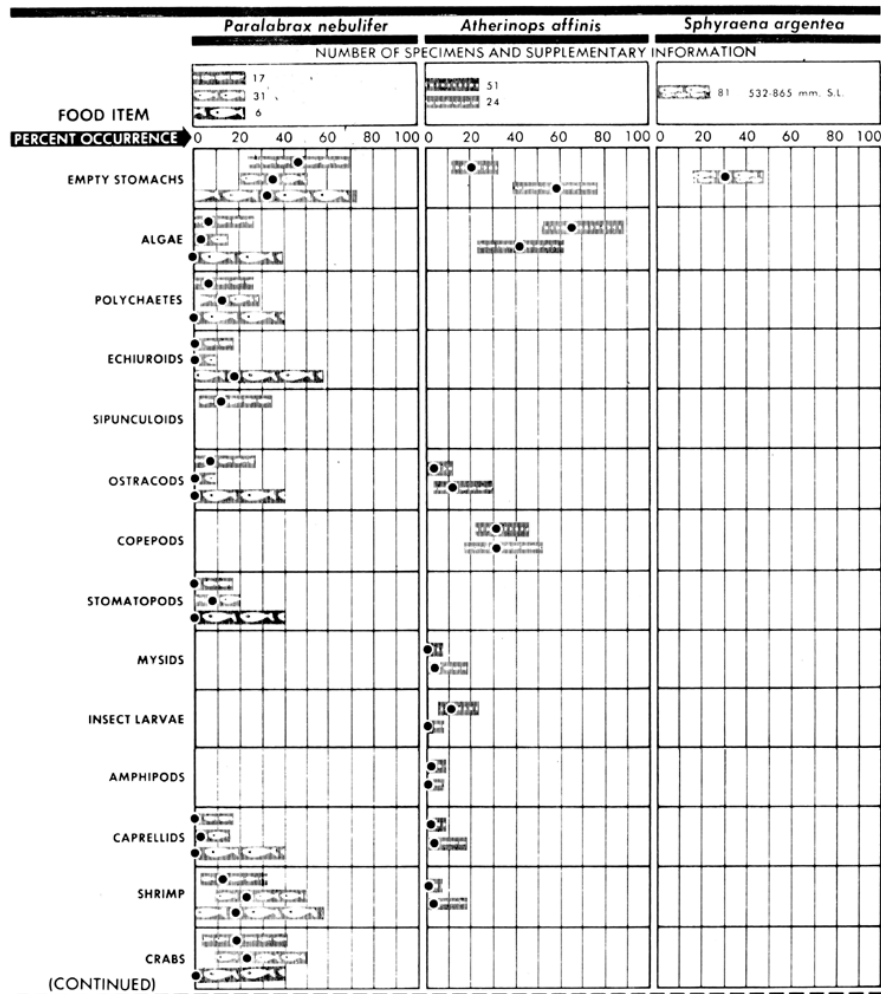 Paralabrax nebulifer Atherinops affinis Sphyraena argentea
NUMBER OF SPECIMENS AND SUPPLEMENTARY INFORMATION
17
31
6
51
24
81 532-865 mm. S.L.
FOOD ITEM
PERCENT OCCURRENCE
0 20 40 60 80 100 0 20 40 60 80 100 0 20 40 60 80 100
EMPTY STOMACHS
ALGAE
POLYCHAETES
ECHIUROIDS
SIPUNCULOIDS
OSTRACODS
COPEPODS
STOMATOPODS
MYSIDS
INSECT LARVAE
AMPHIPODS
CAPRELLIDS
SHRIMP
CRABS
(CONTINUED)